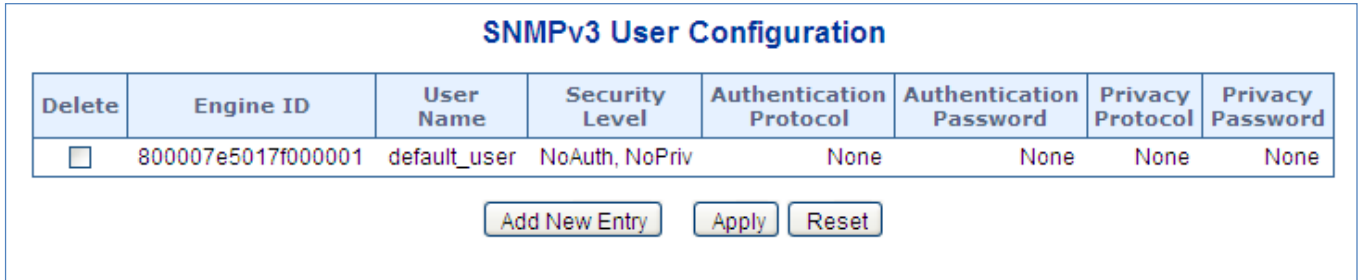 SNMPv3 User Configuration
Delete Engine ID User Name Security Level Authentication Protocol Authentication Password Privacy Protocol Privacy Password
800007e5017f000001 default_user NoAuth, NoPriv None None None None
Add New Entry Apply Reset